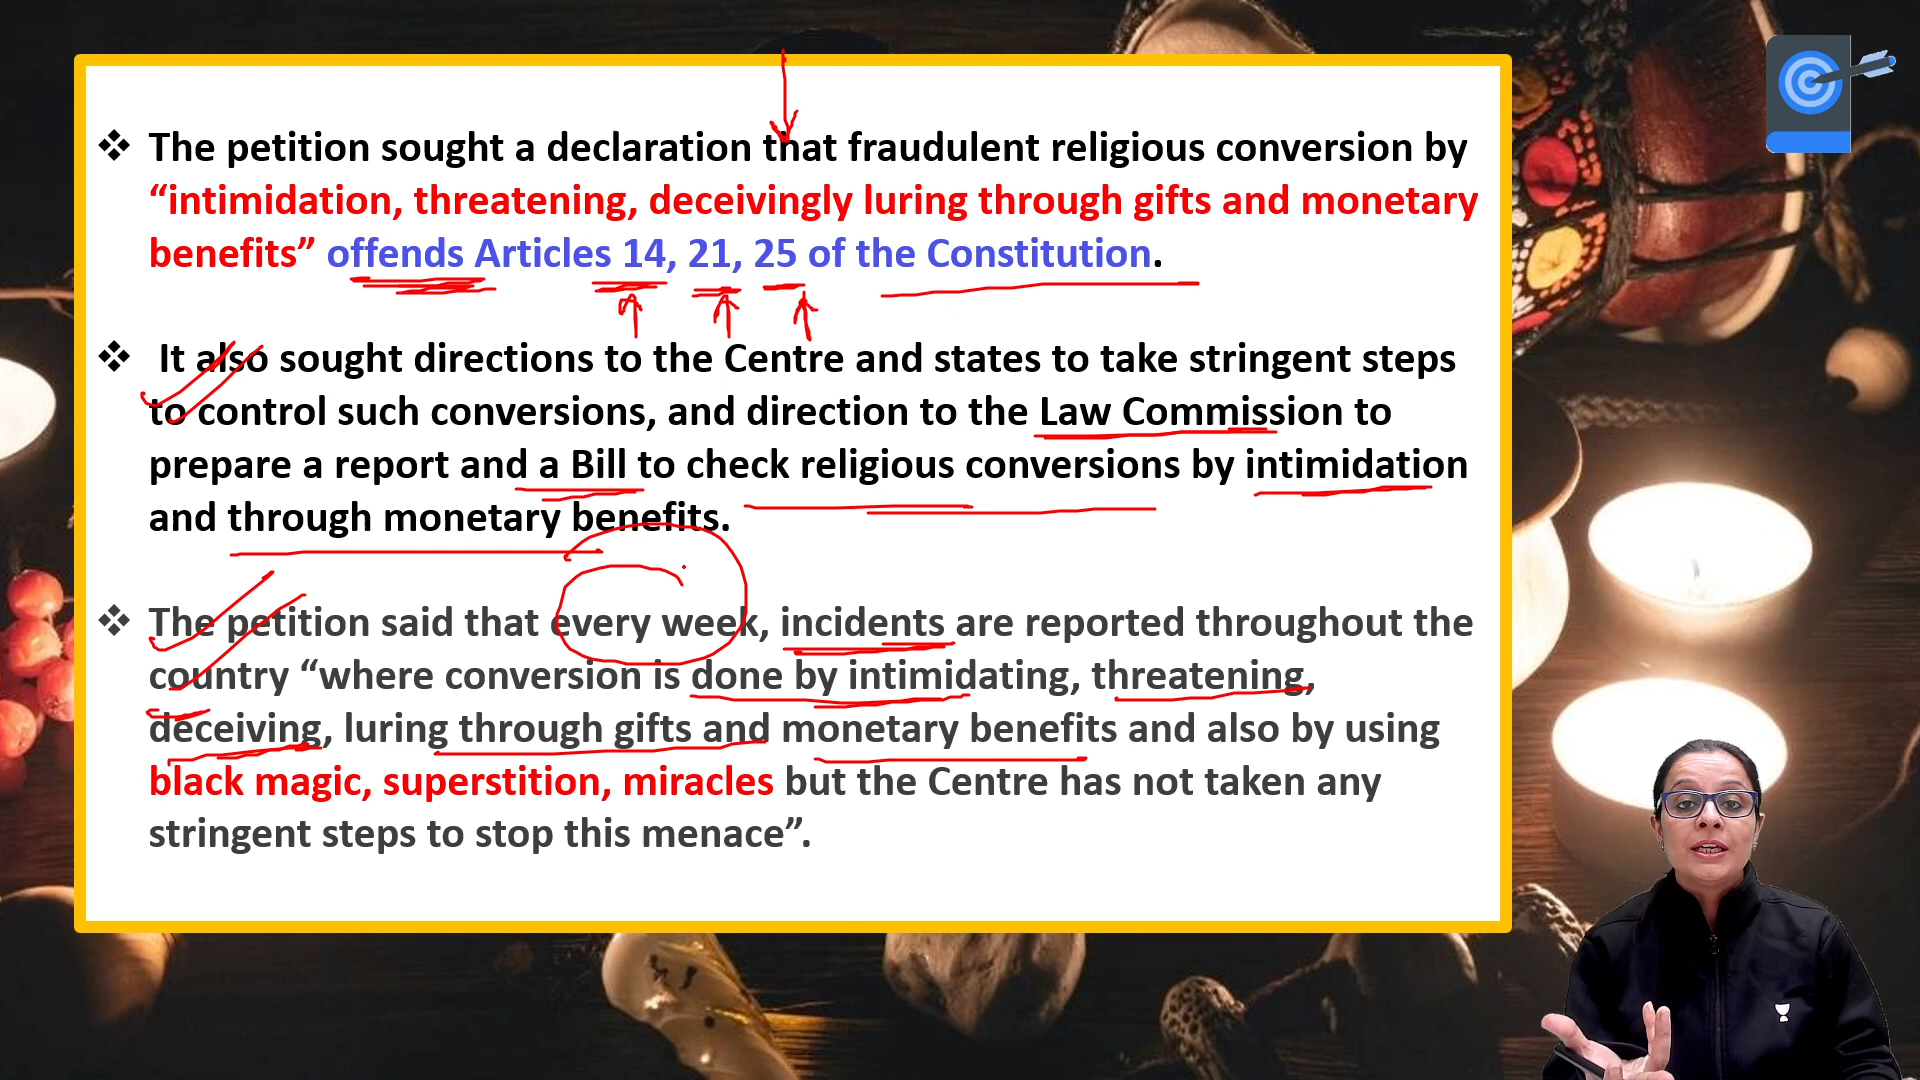 ❖ The petition sought a declaration that fraudulent religious conversion by
“intimidation, threatening, deceivingly luring through gifts and monetary
benefits” offends Articles 14, 21, 25 of the Constitution.
❖ It also sought directions to the Centre and states to take stringent steps
to control such conversions, and direction to the Law Commission to
prepare a report and a Bill to check religious conversions by intimidation
and through monetary benefits.
❖ The petition said that every week, incidents are reported throughout the
country “where conversion is done by intimidating, threatening,
deceiving, luring through gifts and monetary benefits and also by using
black magic, superstition, miracles but the Centre has not taken any
stringent steps to stop this menace”.